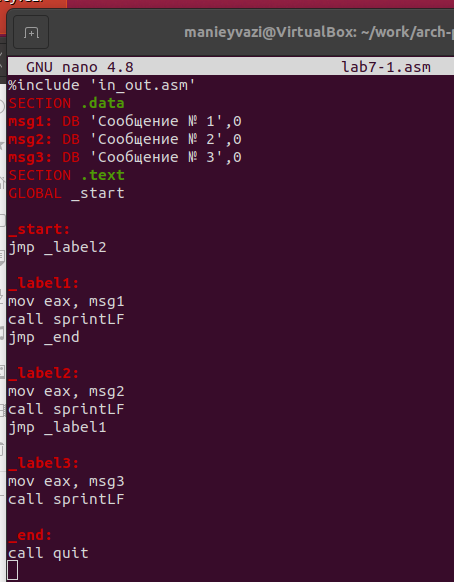 manieyvazi@VirtualBox: ~/work/arch-
GNU nano 4.8 lab7-1.asm
%include 'in_out.asm'
SECTION .data
msg1: DB 'Сообщение № 1',0
msg2: DB 'Сообщение № 2',0
msg3: DB 'Сообщение № 3',0
SECTION .text
GLOBAL _start
_start:
jmp _label2
_label1:
mov eax, msg1
call sprintLF
jmp _end
_label2:
mov eax, msg2
call sprintLF
jmp _label1
_label3:
mov eax, msg3
call sprintLF
_end:
call quit